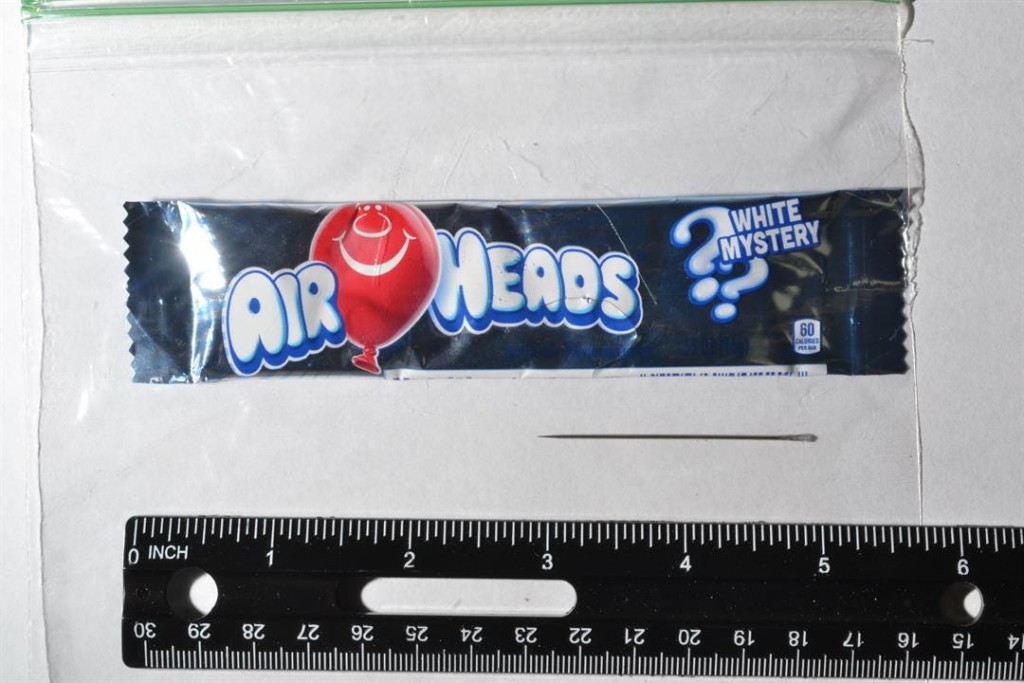 AIRHEADS
WHITE
MYSTERY
??
60
CALORIES
PER BAR
0 INCH 1 2 3 4 5 6
30 29 28 27 26 25 24 23 22 21 20 19 18 17 16 15 14